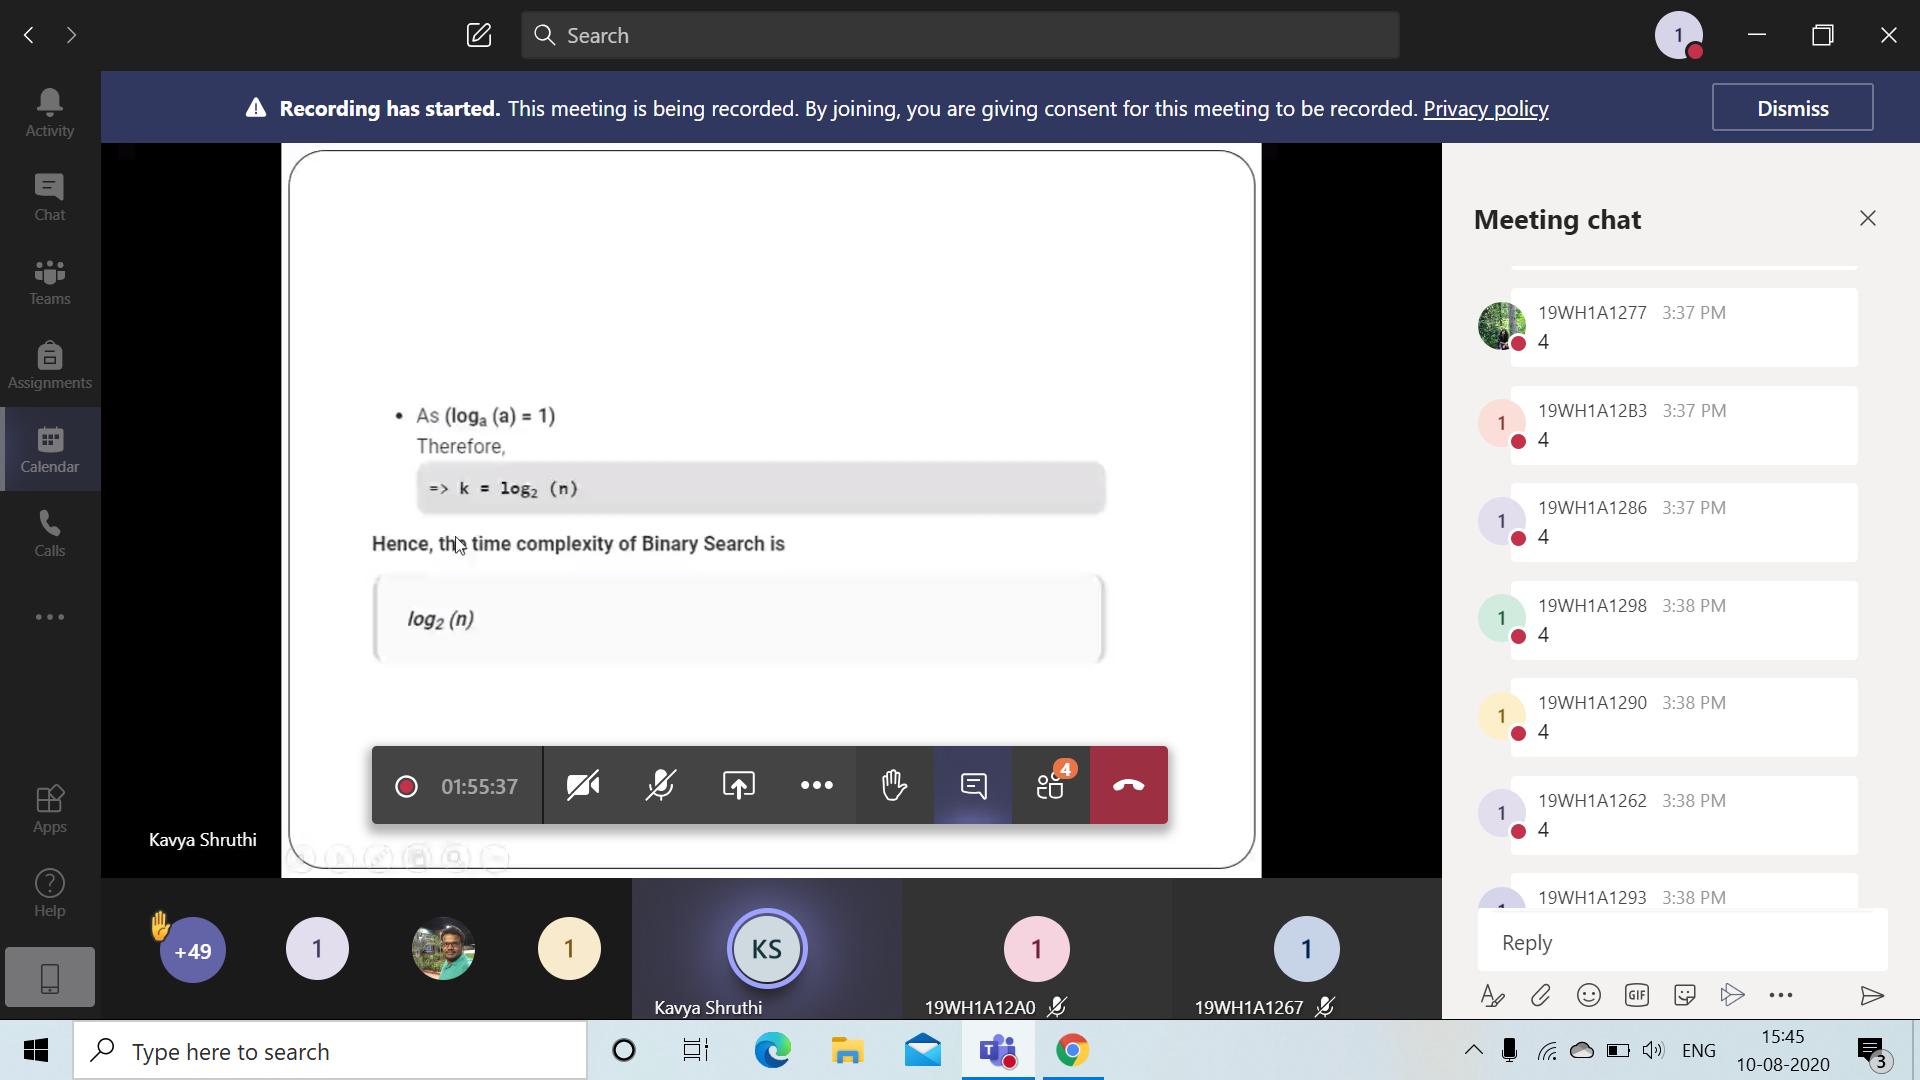 Search
1
Recording has started. This meeting is being recorded. By joining, you are giving consent for this meeting to be recorded. Privacy policy
Dismiss
Activity
Chat
Teams
Assignments
Calendar
Calls
Apps
Help
• As (logₐ (a) = 1)
Therefore,
=> k = log₂ (n)
Hence, the time complexity of Binary Search is
log₂ (n)
01:55:37
4
Kavya Shruthi
+49
1
1
KS
Kavya Shruthi
1
19WH1A12A0
1
19WH1A1267
Meeting chat
19WH1A1277 3:37 PM
4
1
19WH1A12B3 3:37 PM
4
1
19WH1A1286 3:37 PM
4
1
19WH1A1298 3:38 PM
4
1
19WH1A1290 3:38 PM
4
1
19WH1A1262 3:38 PM
4
19WH1A1293 3:38 PM
Reply
GIF
Type here to search
ENG
15:45
10-08-2020
3